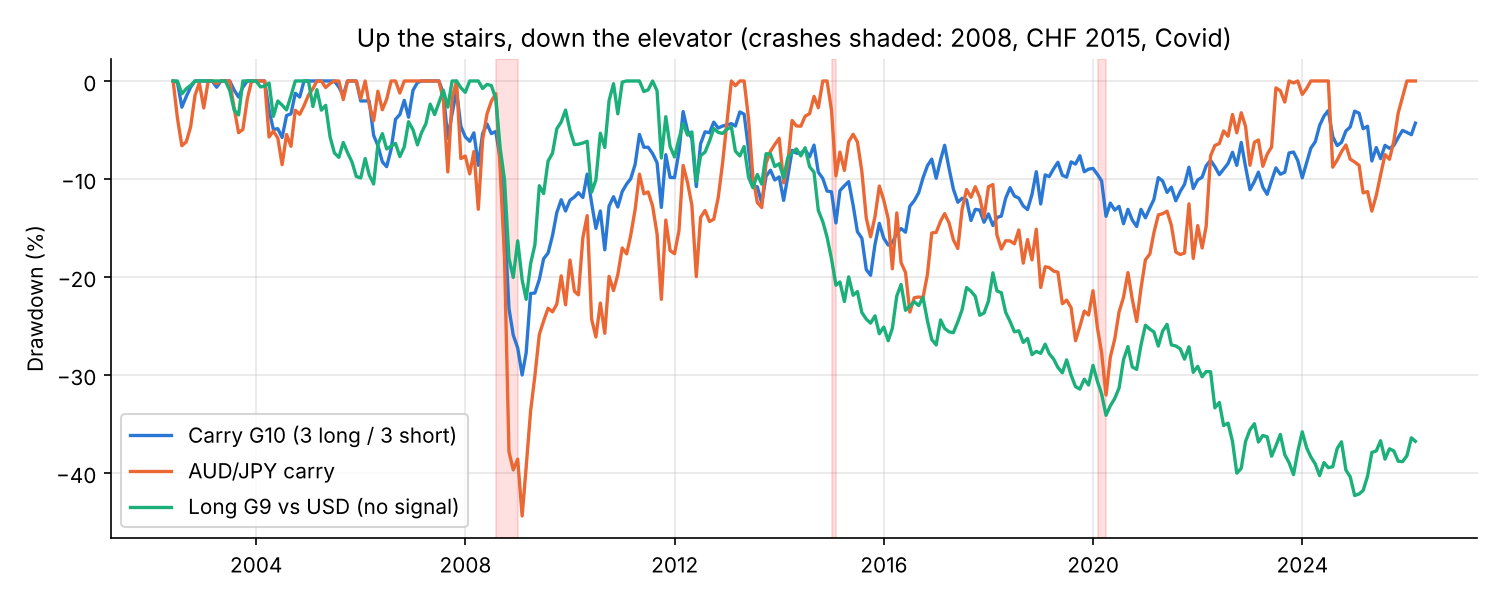 Up the stairs, down the elevator (crashes shaded: 2008, CHF 2015, Covid)
Drawdown (%)
0
−10
−20
−30
−40
Carry G10 (3 long / 3 short)
AUD/JPY carry
Long G9 vs USD (no signal)
2004 2008 2012 2016 2020 2024